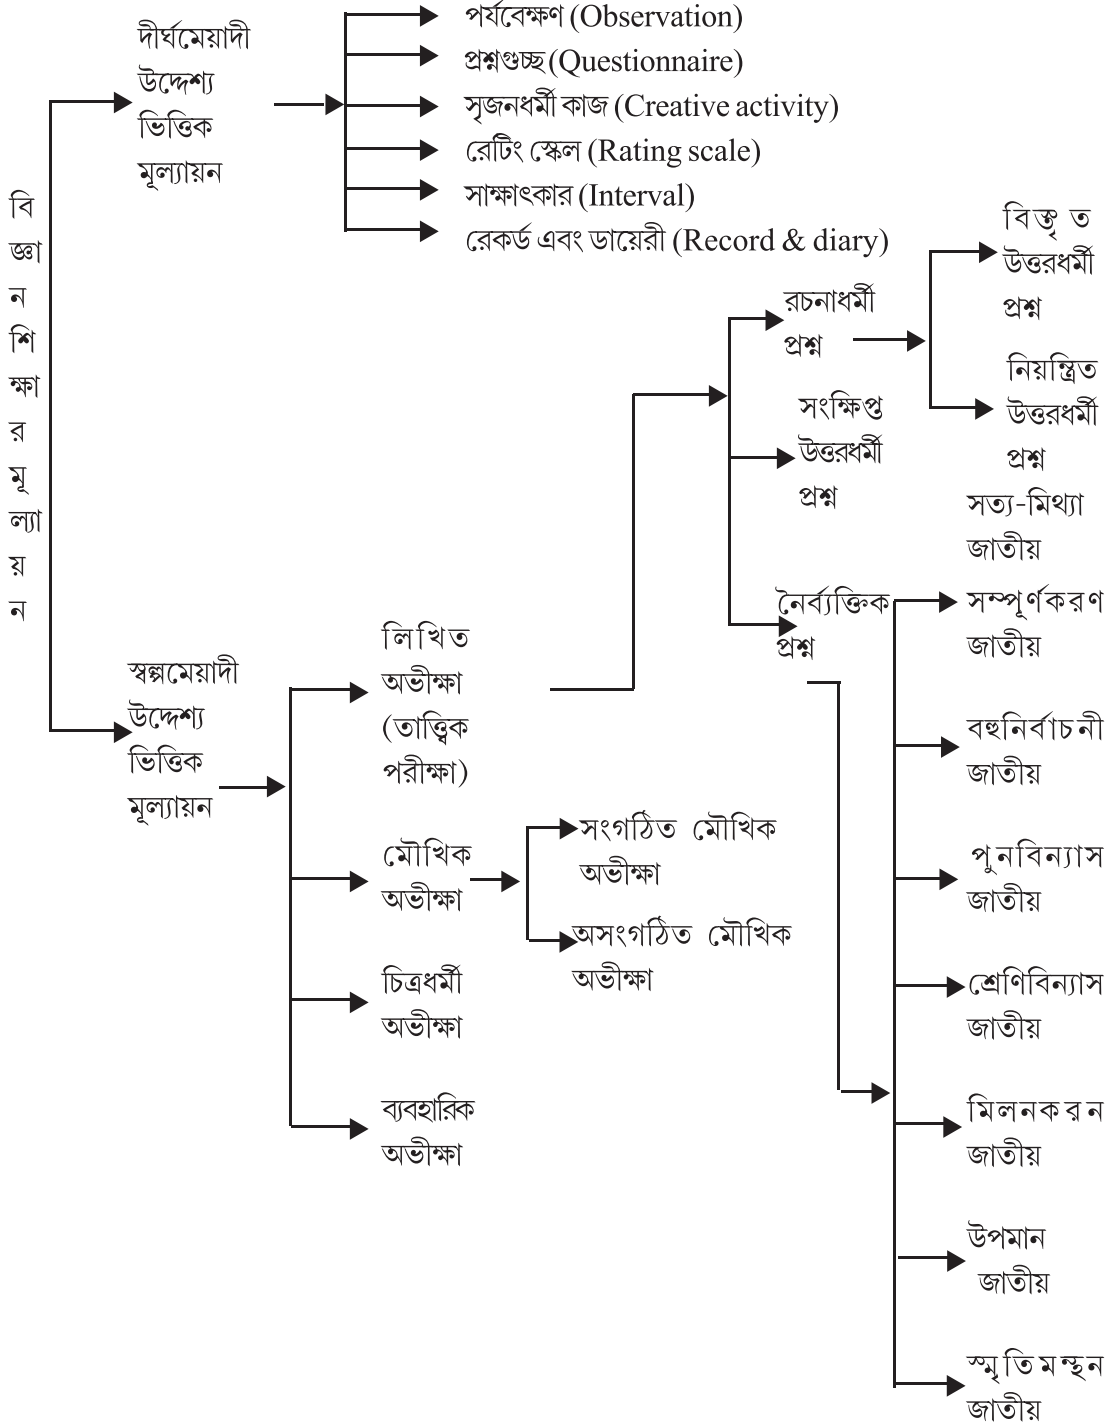 বি
জ্ঞা
ন
শি
ক্ষা
র
মূ
ল্যা
য়
ন
দীর্ঘমেয়াদী
উদ্দেশ্য
ভিত্তিক
মূল্যায়ন
পর্যবেক্ষণ (Observation)
প্রশ্নগুচ্ছ (Questionnaire)
সৃজনধর্মী কাজ (Creative activity)
রেটিং স্কেল (Rating scale)
সাক্ষাৎকার (Interval)
রেকর্ড এবং ডায়েরী (Record & diary)
স্বল্পমেয়াদী
উদ্দেশ্য
ভিত্তিক
মূল্যায়ন
লিখিত
অভীক্ষা
(তাত্ত্বিক
পরীক্ষা)
মৌখিক
অভীক্ষা
চিত্রধর্মী
অভীক্ষা
ব্যবহারিক
অভীক্ষা
সংগঠিত মৌখিক
অভীক্ষা
অসংগঠিত মৌখিক
অভীক্ষা
রচনাধর্মী
প্রশ্ন
সংক্ষিপ্ত
উত্তরধর্মী
প্রশ্ন
নৈর্ব্যক্তিক
প্রশ্ন
বিস্তৃত
উত্তরধর্মী
প্রশ্ন
নিয়ন্ত্রিত
উত্তরধর্মী
প্রশ্ন
সত্য-মিথ্যা
জাতীয়
সম্পূর্ণকরণ
জাতীয়
বহুনির্বাচনী
জাতীয়
পুনবিন্যাস
জাতীয়
শ্রেণিবিন্যাস
জাতীয়
মিলনকরন
জাতীয়
উপমান
জাতীয়
স্মৃতিমন্থন
জাতীয়